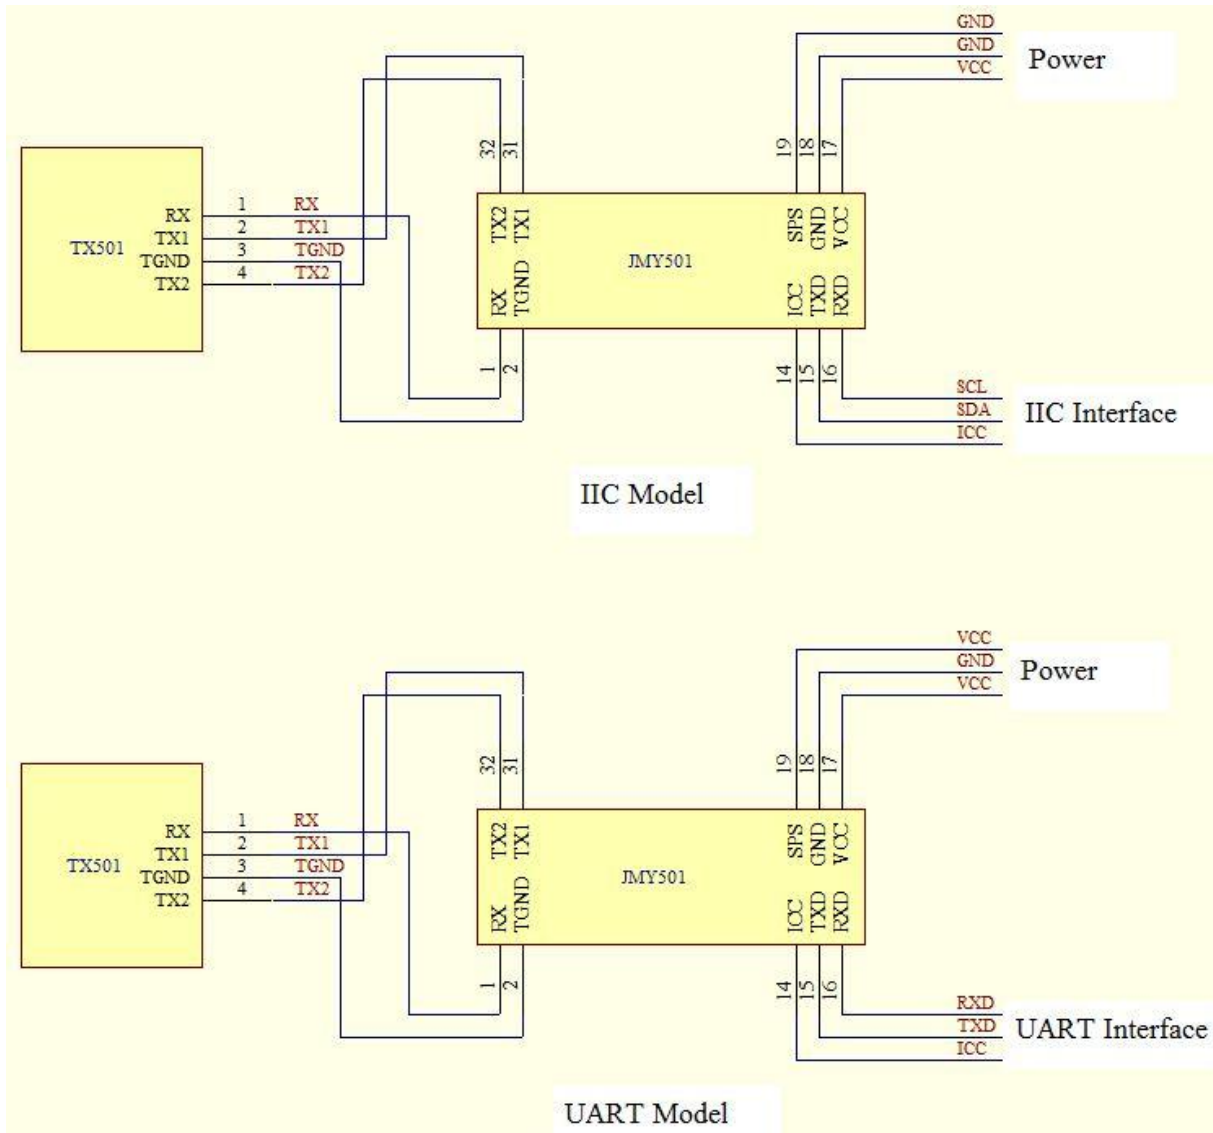 GND
GND
VCC
Power
32
31
19
18
17
TX501
RX
TX1
TGND
TX2
1
2
3
4
RX
TX1
TGND
TX2
TX2
TX1
SPS
GND
VCC
JMY501
RX
TGND
ICC
TXD
RXD
1
2
14
15
16
SCL
SDA
ICC
IIC Interface
IIC Model
VCC
GND
VCC
Power
32
31
19
18
17
TX501
RX
TX1
TGND
TX2
1
2
3
4
RX
TX1
TGND
TX2
TX2
TX1
SPS
GND
VCC
JMY501
RX
TGND
ICC
TXD
RXD
1
2
14
15
16
RXD
TXD
ICC
UART Interface
UART Model